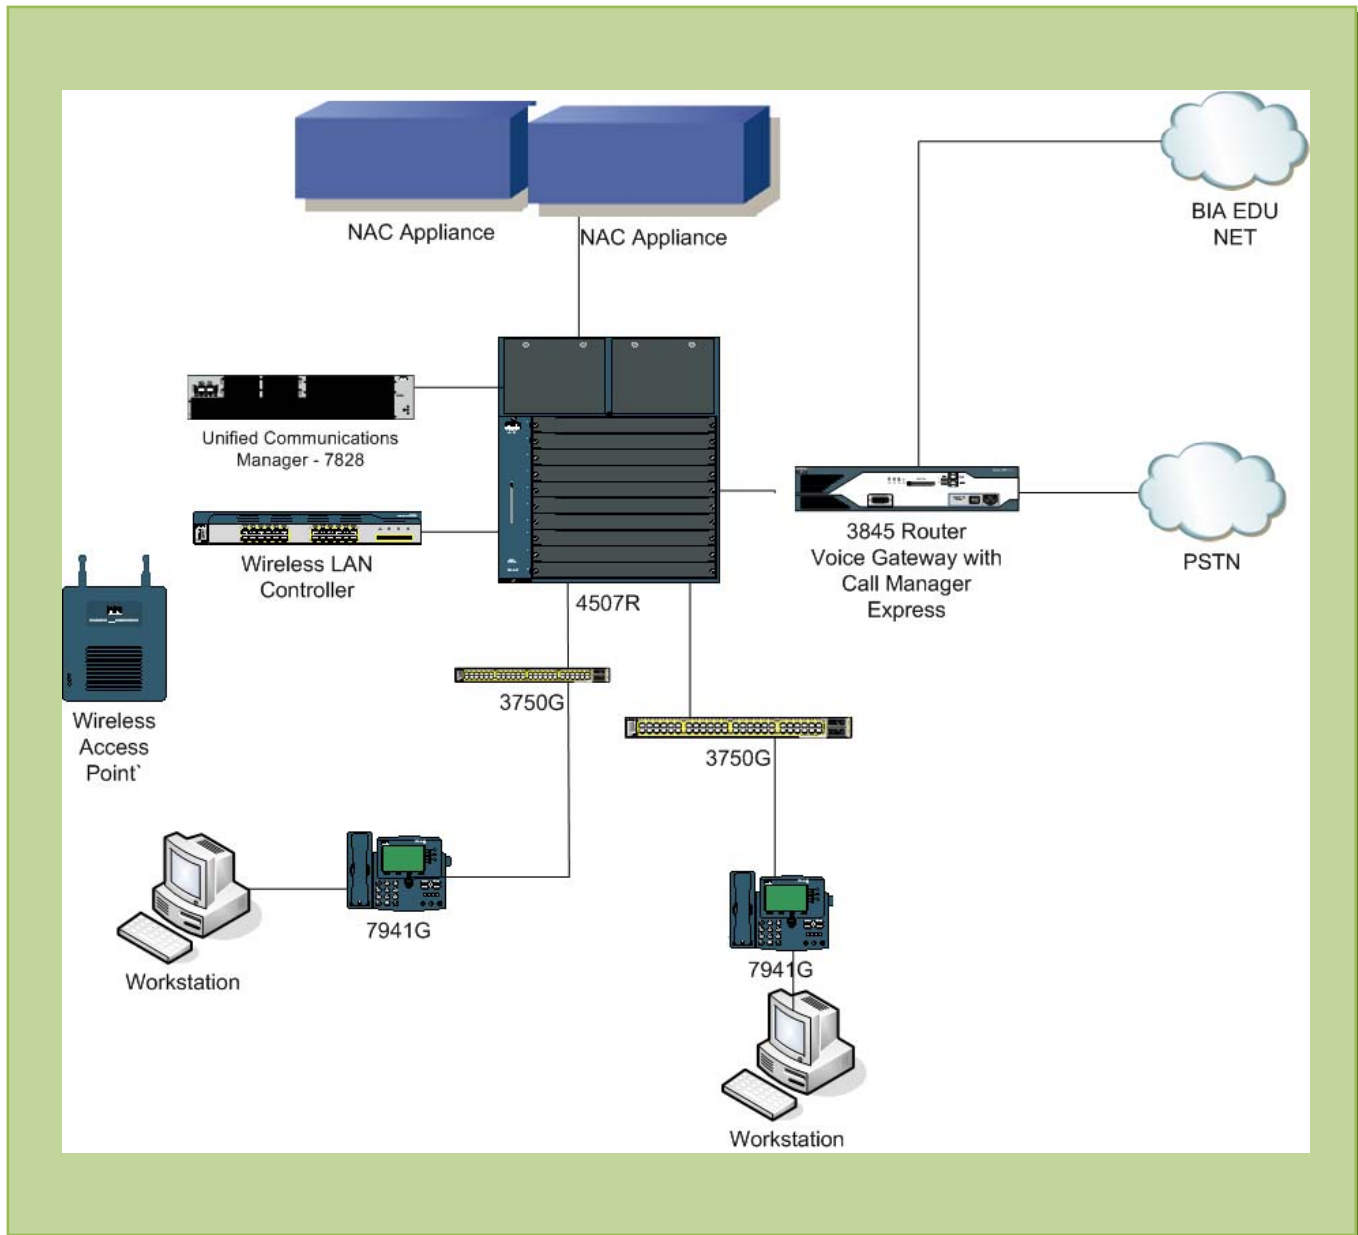 NAC Appliance
NAC Appliance
BIA EDU
NET
Unified Communications
Manager - 7828
Wireless LAN
Controller
4507R
3845 Router
Voice Gateway with
Call Manager
Express
PSTN
Wireless
Access
Point`
3750G
3750G
7941G
Workstation
7941G
Workstation